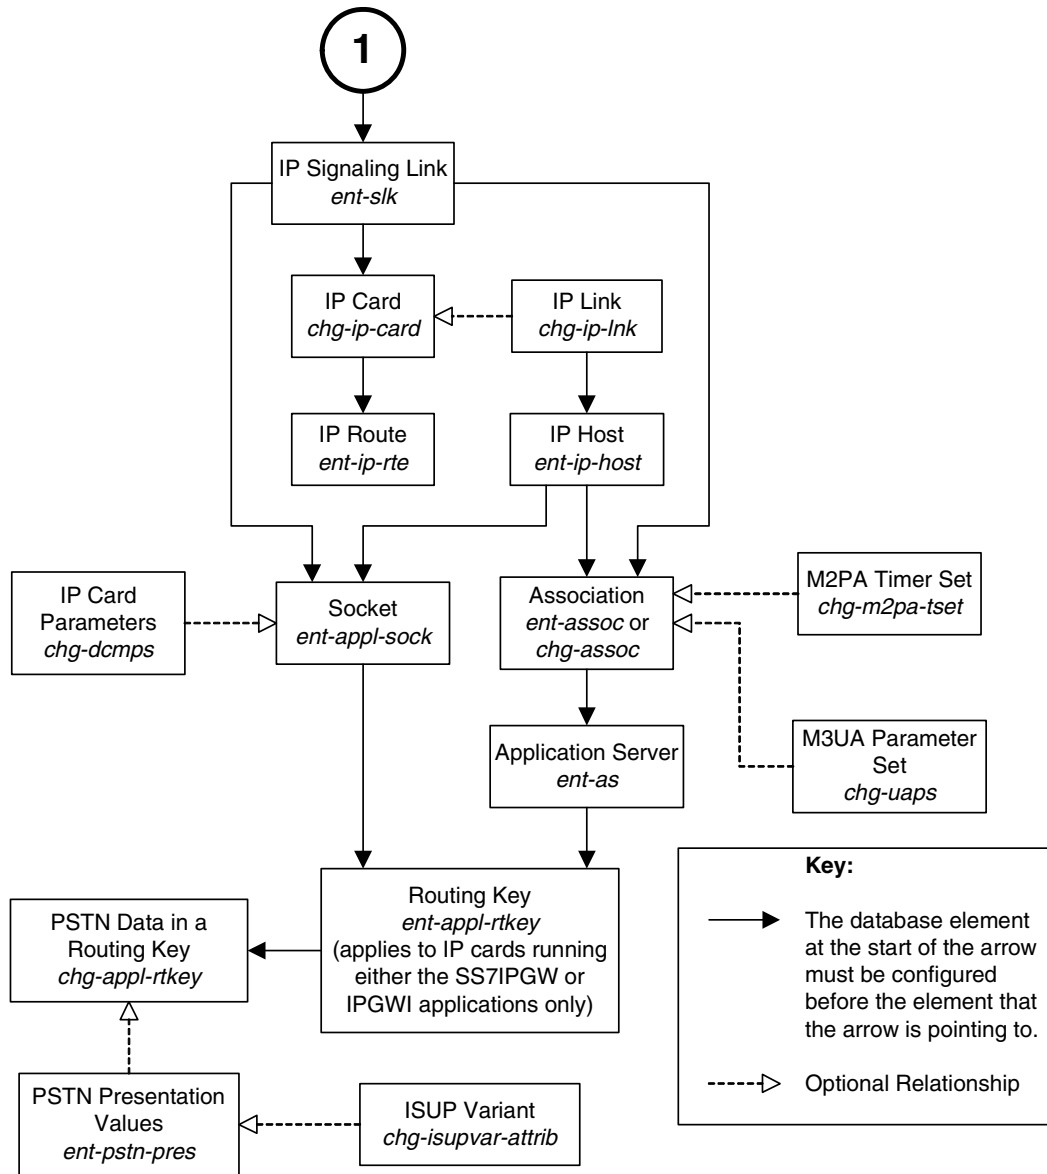 1
IP Signaling Link
ent-slk
IP Card
chg-ip-card
IP Link
chg-ip-lnk
IP Route
ent-ip-rte
IP Host
ent-ip-host
IP Card
Parameters
chg-dcmps
Socket
ent-appl-sock
Association
ent-assoc or
chg-assoc
M2PA Timer Set
chg-m2pa-tset
Application Server
ent-as
M3UA Parameter
Set
chg-uaps
PSTN Data in a
Routing Key
chg-appl-rtkey
Routing Key
ent-appl-rtkey
(applies to IP cards running
either the SS7IPGW or
IPGWI applications only)
PSTN Presentation
Values
ent-pstn-pres
ISUP Variant
chg-isupvar-attrib
Key:
The database element
at the start of the arrow
must be configured
before the element that
the arrow is pointing to.
Optional Relationship